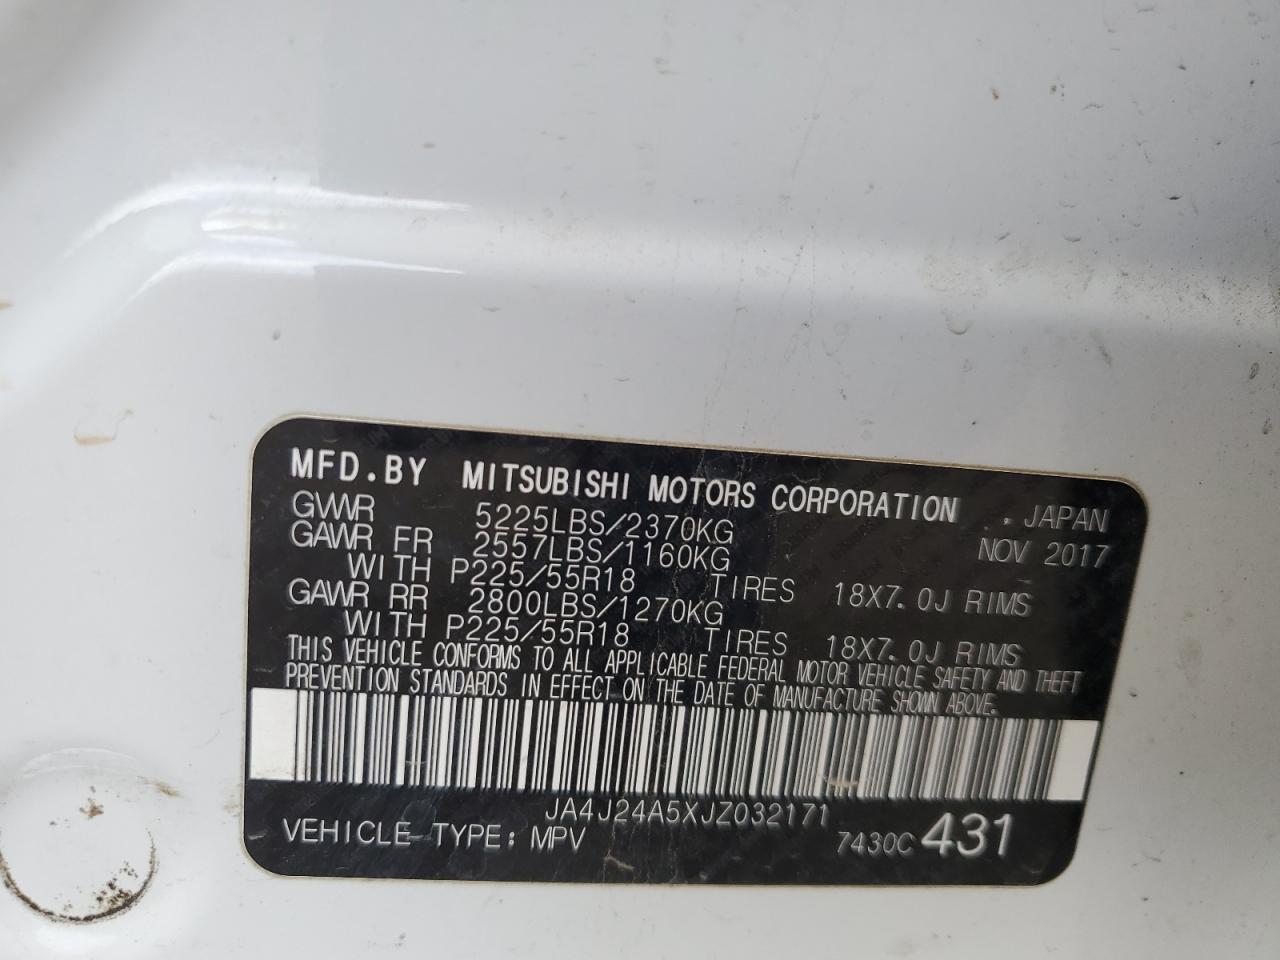 MFD.BY MITSUBISHI MOTORS CORPORATION , JAPAN
GVWR 5225LBS/2370KG NOV 2017
GAWR FR 2557LBS/1160KG
WITH P225/55R18 TIRES 18X7.0J RIMS
GAWR RR 2800LBS/1270KG
WITH P225/55R18 TIRES 18X7.0J RIMS
THIS VEHICLE CONFORMS TO ALL APPLICABLE FEDERAL MOTOR VEHICLE SAFETY AND THEFT
PREVENTION STANDARDS IN EFFECT ON THE DATE OF MANUFACTURE SHOWN ABOVE.
JA4J24A5XJZ032171
VEHICLE TYPE: MPV 7430C 431